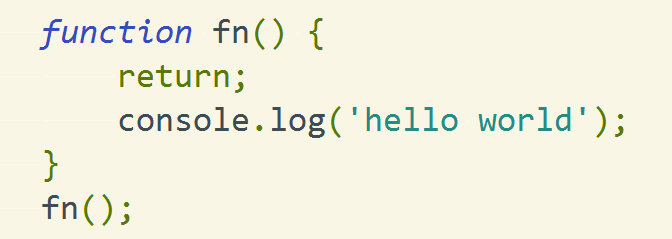 function fn() {
    return;
    console.log('hello world');
}
fn();